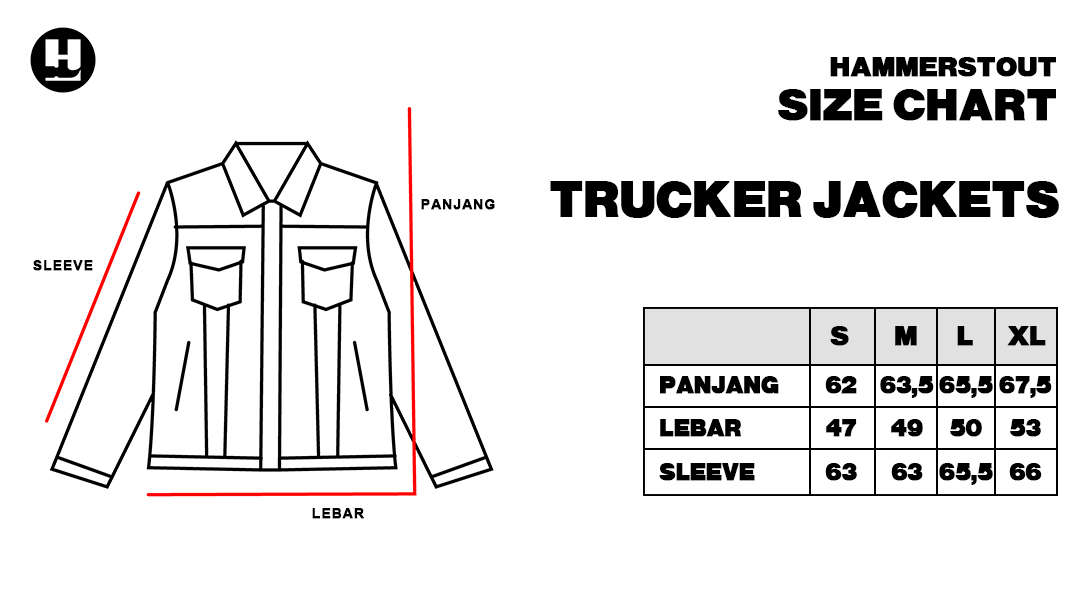 HAMMERSTOUT
SIZE CHART
TRUCKER JACKETS
PANJANG
SLEEVE
LEBAR
S M L XL
PANJANG 62 63,5 65,5 67,5
LEBAR 47 49 50 53
SLEEVE 63 63 65,5 66